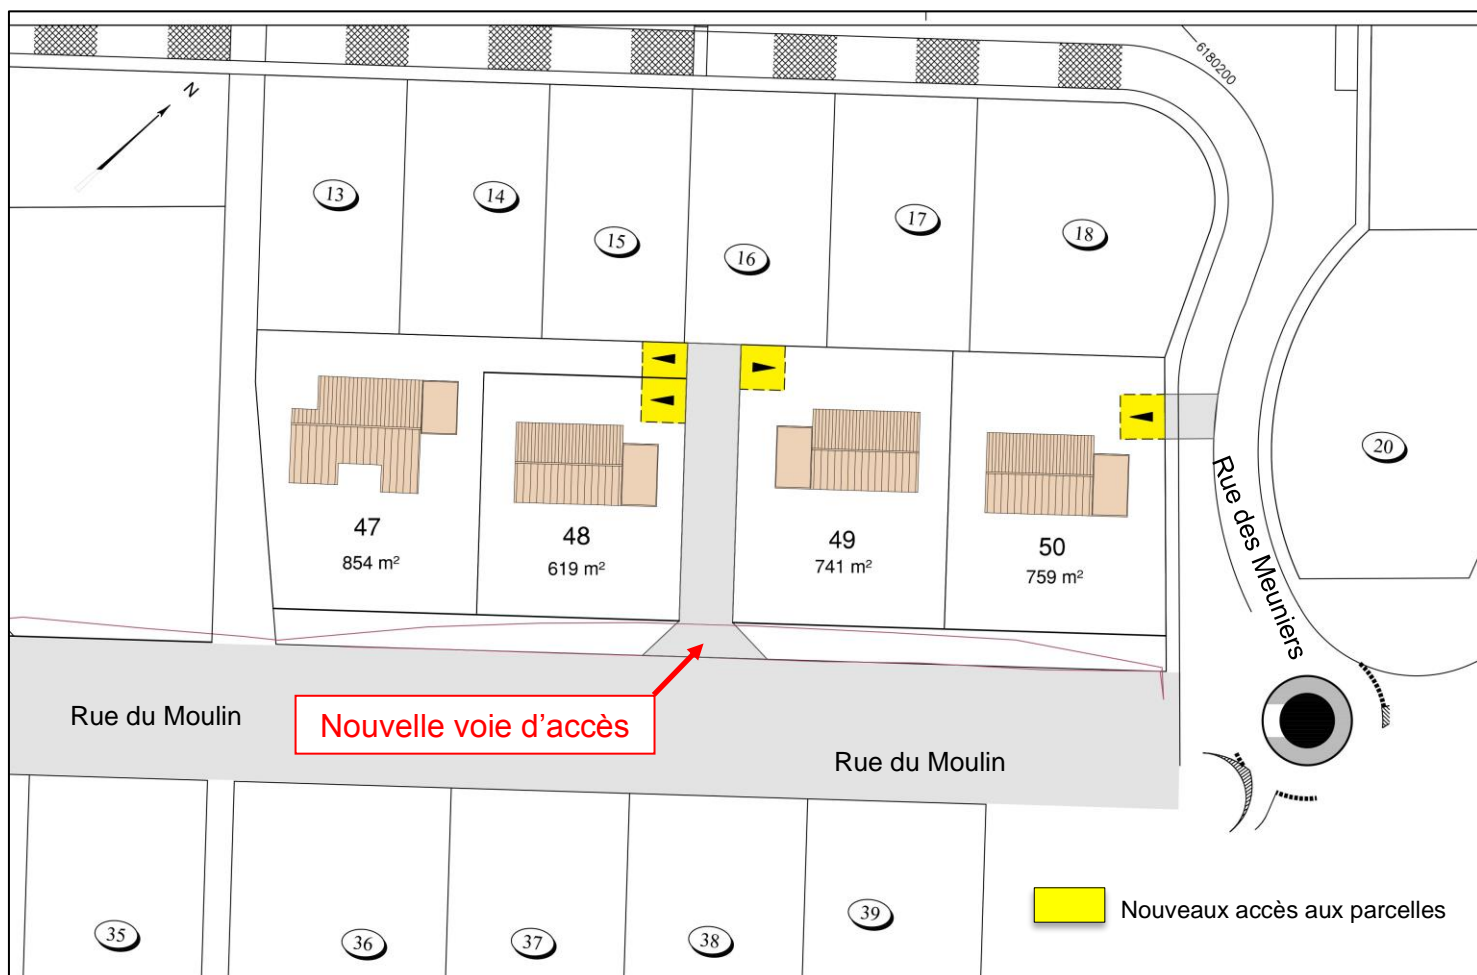 6180200
N
13
14
15
16
17
18
20
47
854 m²
48
619 m²
49
741 m²
50
759 m²
Rue des Meuniers
Rue du Moulin
Nouvelle voie d'accès
Rue du Moulin
35
36
37
38
39
Nouveaux accès aux parcelles